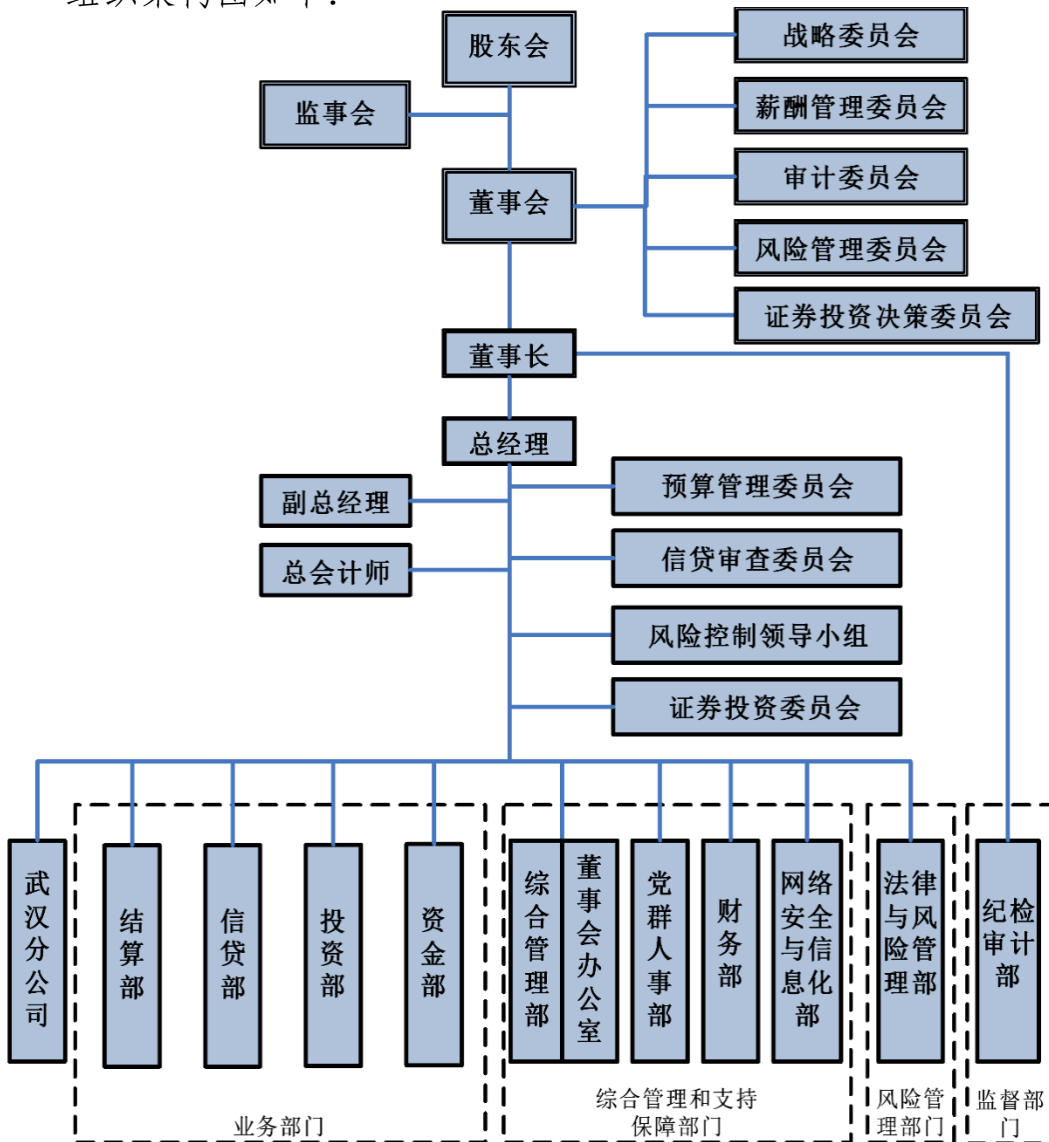 组织架构图如下：
股东会
监事会
董事会
战略委员会
薪酬管理委员会
审计委员会
风险管理委员会
证券投资决策委员会
董事长
总经理
副总经理
总会计师
预算管理委员会
信贷审查委员会
风险控制领导小组
证券投资委员会
武汉分公司
结算部
信贷部
投资部
资金部
综合管理部
董事会办公室
党群人事部
财务部
网络
安全
与信
息化
部
法律
与风
险管
理部
纪检
审计
部
业务部门
综合管理和支持
保障部门
风险管
理部门
监督部
门